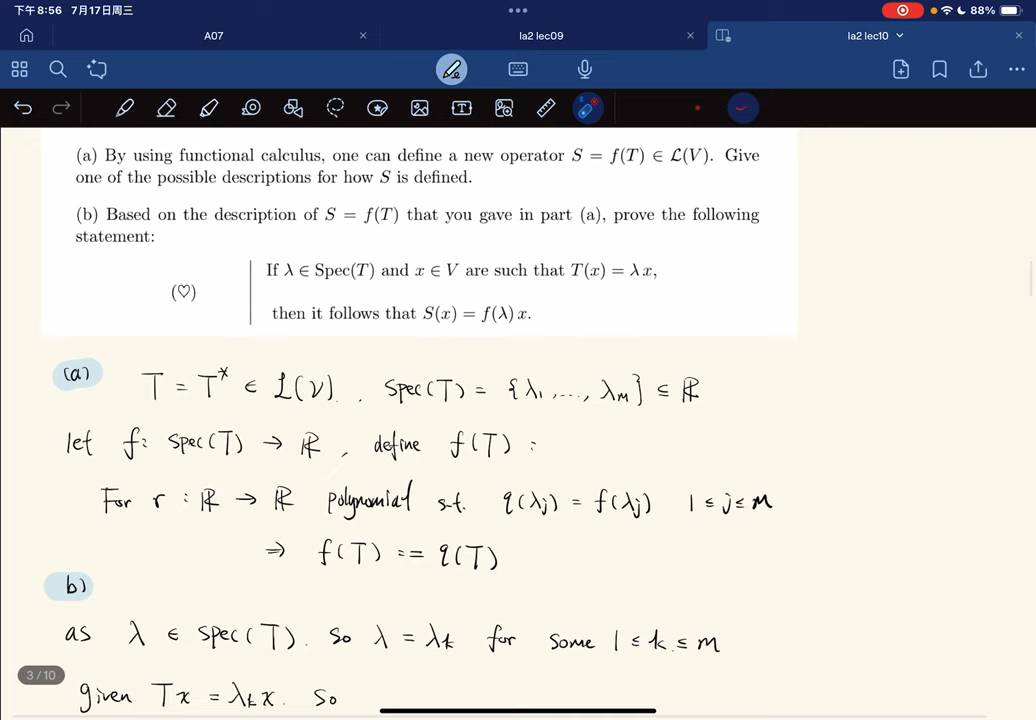 下午8:56 7月17日周三
88%
A07
la2 lec09
la2 lec10
(a) By using functional calculus, one can define a new operator S = f(T) ∈ L(V). Give
one of the possible descriptions for how S is defined.
(b) Based on the description of S = f(T) that you gave in part (a), prove the following
statement:
If λ ∈ Spec(T) and x ∈ V are such that T(x) = λ x,
(♡)
then it follows that S(x) = f(λ) x.
(a) T = T* ∈ L(V). , Spec(T) = {λ1, ..., λm} ⊆ ℝ
let f: Spec(T) → ℝ, define f(T) :
For r : ℝ → ℝ polynomial s.t. q(λj) = f(λj) 1 ≤ j ≤ m
⇒ f(T) := q(T)
b)
as λ ∈ spec(T). so λ = λk for some 1 ≤ k ≤ m
3 / 10
given Tx = λkx. So